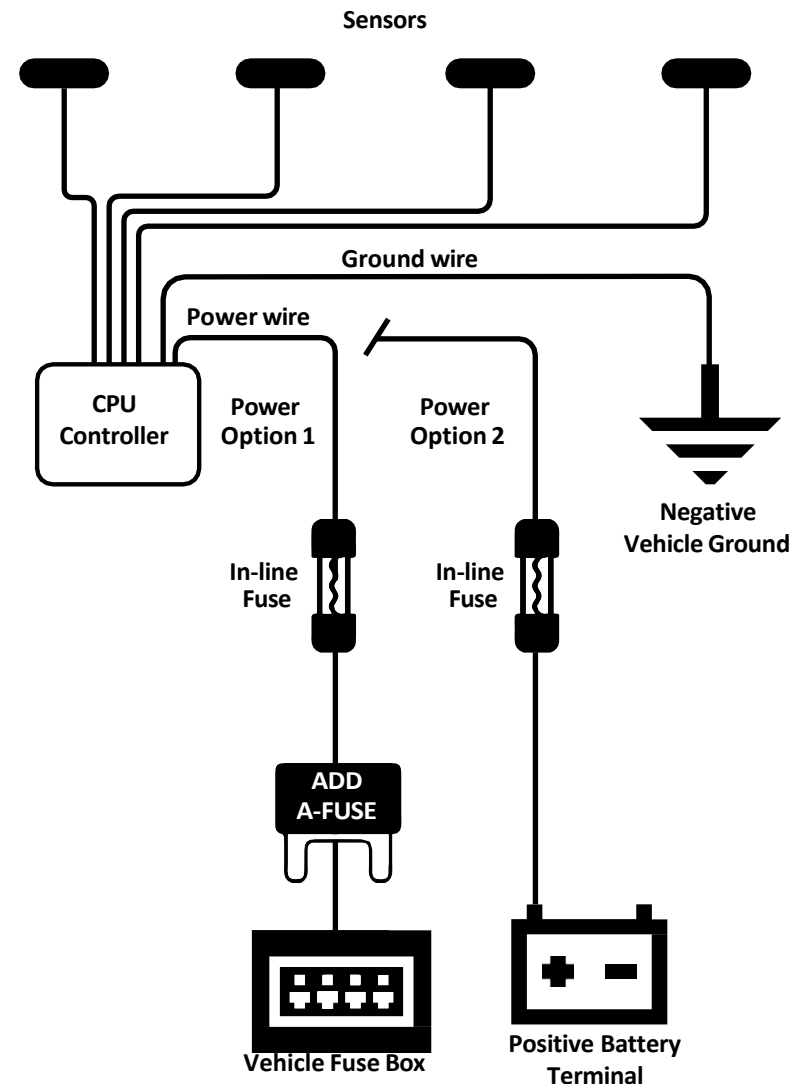 Sensors
Ground wire
Power wire
CPU
Controller
Power
Option 1
Power
Option 2
Negative
Vehicle Ground
In-line
Fuse
In-line
Fuse
ADD
A-FUSE
Vehicle Fuse Box
Positive Battery
Terminal